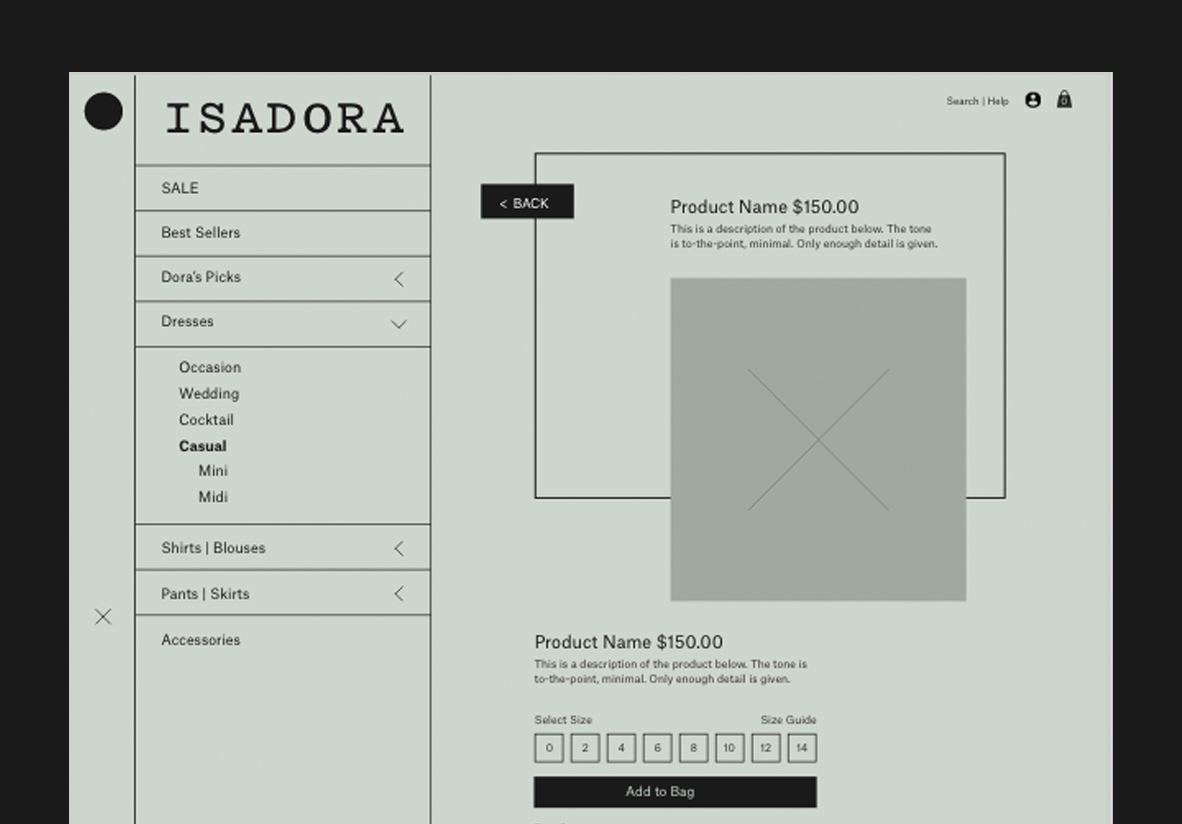 ISADORA
SALE
Best Sellers
Dora's Picks
Dresses
Occasion
Wedding
Cocktail
Casual
Mini
Midi
Shirts | Blouses
Pants | Skirts
Accessories
Search | Help
0
< BACK
Product Name $150.00
This is a description of the product below. The tone
is to-the-point, minimal. Only enough detail is given.
Product Name $150.00
This is a description of the product below. The tone is
to-the-point, minimal. Only enough detail is given.
Select Size Size Guide
0 2 4 6 8 10 12 14
Add to Bag